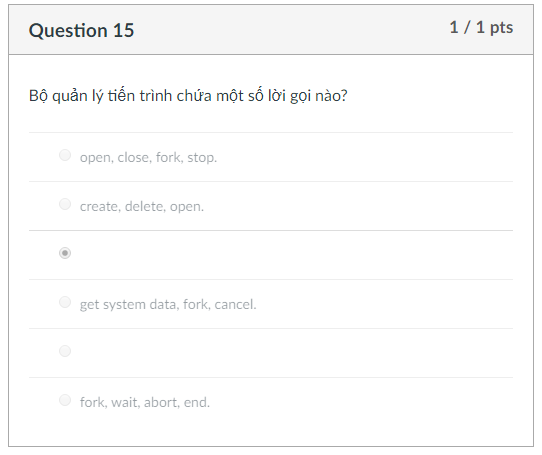 Question 15
1 / 1 pts
Bộ quản lý tiến trình chứa một số lời gọi nào?
open, close, fork, stop.
create, delete, open.
get system data, fork, cancel.
fork, wait, abort, end.